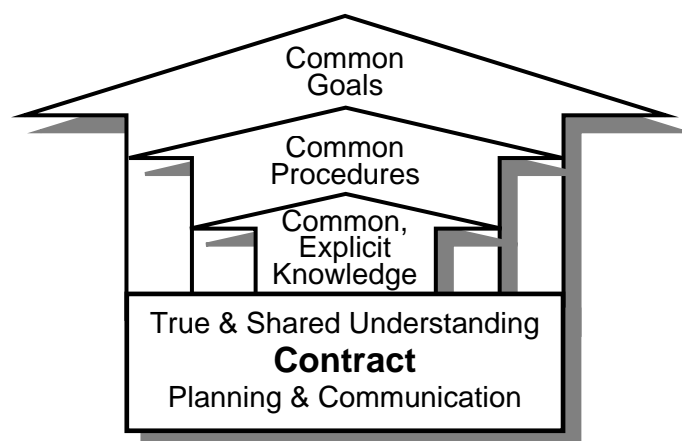 Common
Goals
Common
Procedures
Common,
Explicit
Knowledge
True & Shared Understanding
Contract
Planning & Communication